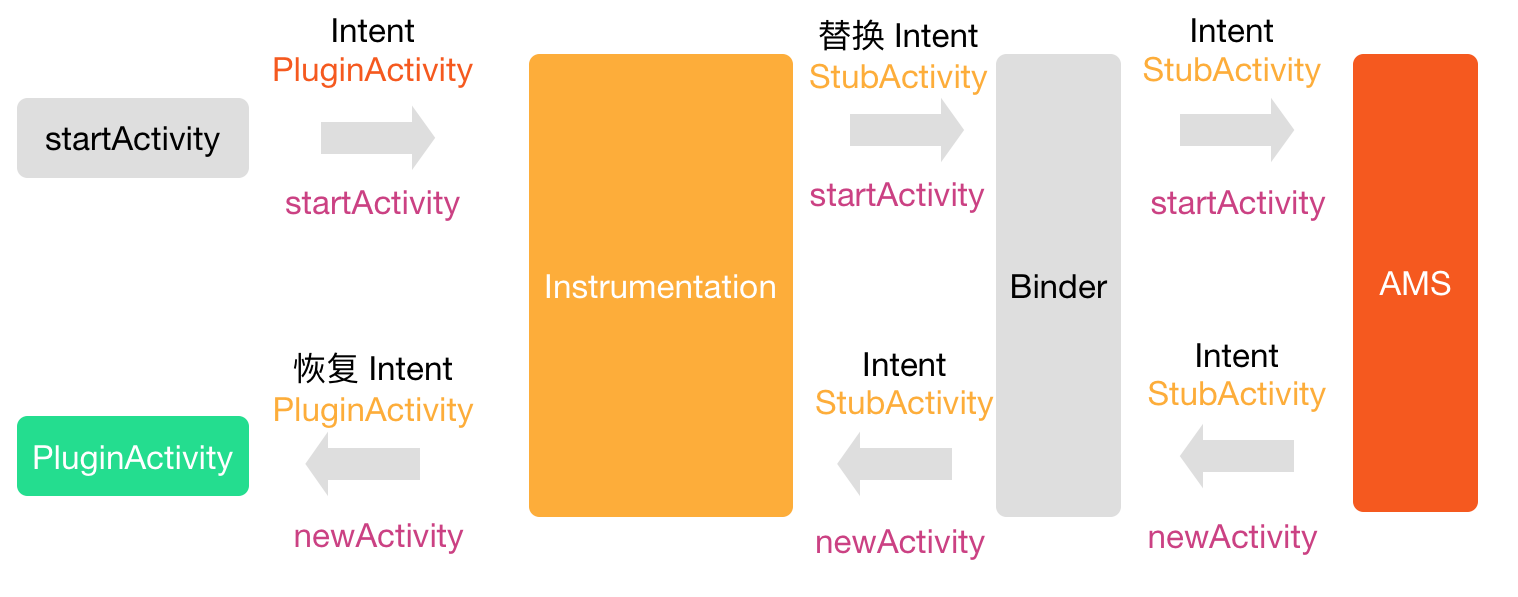 Intent
PluginActivity
startActivity
startActivity
替换 Intent
StubActivity
startActivity
Intent
StubActivity
startActivity
Instrumentation
Binder
AMS
恢复 Intent
PluginActivity
PluginActivity
newActivity
Intent
StubActivity
newActivity
Intent
StubActivity
newActivity